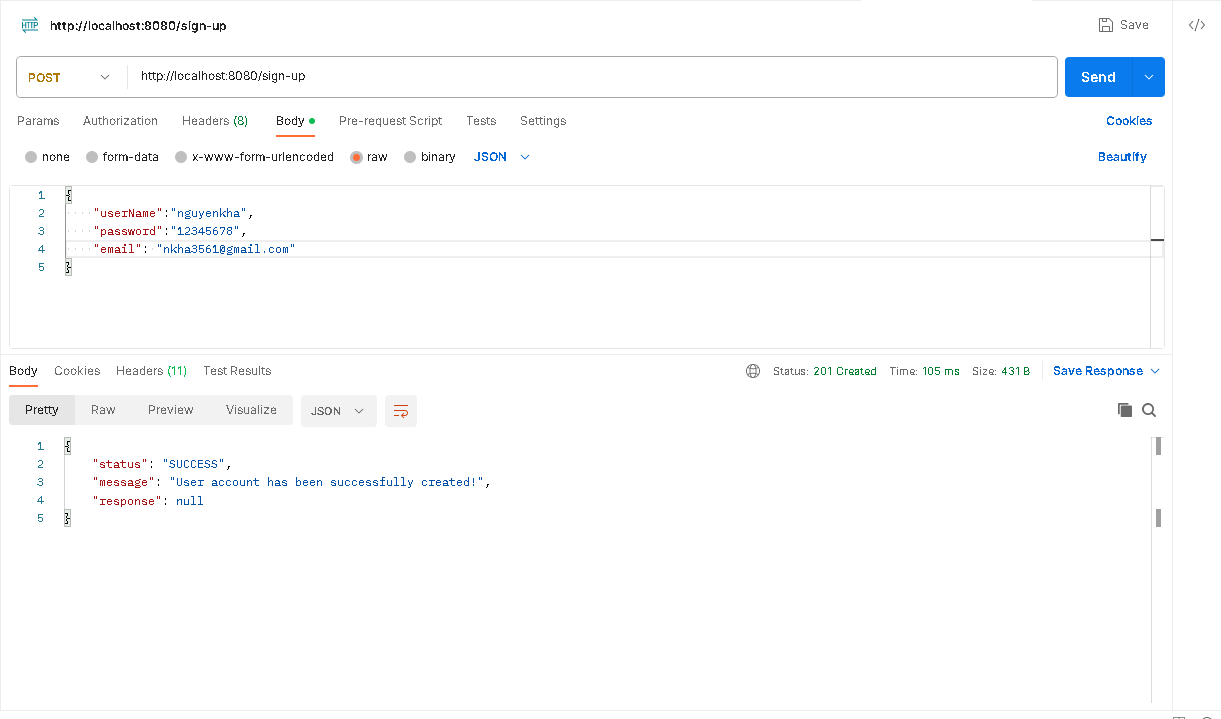 HTTP http://localhost:8080/sign-up Save
POST http://localhost:8080/sign-up Send
Params Authorization Headers (8) Body Pre-request Script Tests Settings Cookies
none form-data x-www-form-urlencoded raw binary JSON Beautify
1 {
2 "userName":"nguyenkha",
3 "password":"12345678",
4 "email": "nkha3561@gmail.com"
5 }
Body Cookies Headers (11) Test Results Status: 201 Created Time: 105 ms Size: 431 B Save Response
Pretty Raw Preview Visualize JSON
1 {
2 "status": "SUCCESS",
3 "message": "User account has been successfully created!",
4 "response": null
5 }